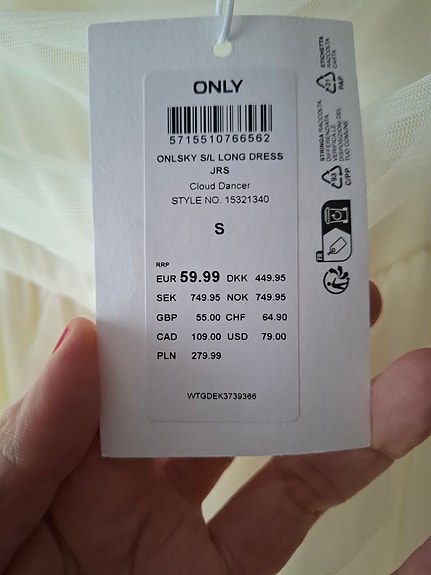 ONLY
5715510766562
ONLSKY S/L LONG DRESS
JRS
Cloud Dancer
STYLE NO. 15321340
S
RRP
EUR 59.99 DKK 449.95
SEK 749.95 NOK 749.95
GBP 55.00 CHF 64.90
CAD 109.00 USD 79.00
PLN 279.99
WTGDEK3739366
ETICHETTA
RACCOLTA
CARTA
21
PAP
STRINGA RACCOLTA
DIFFERENZIATA.
VERIFICA LE
DISPOSIZIONI DEL
TUO COMUNE
C/PP
FR